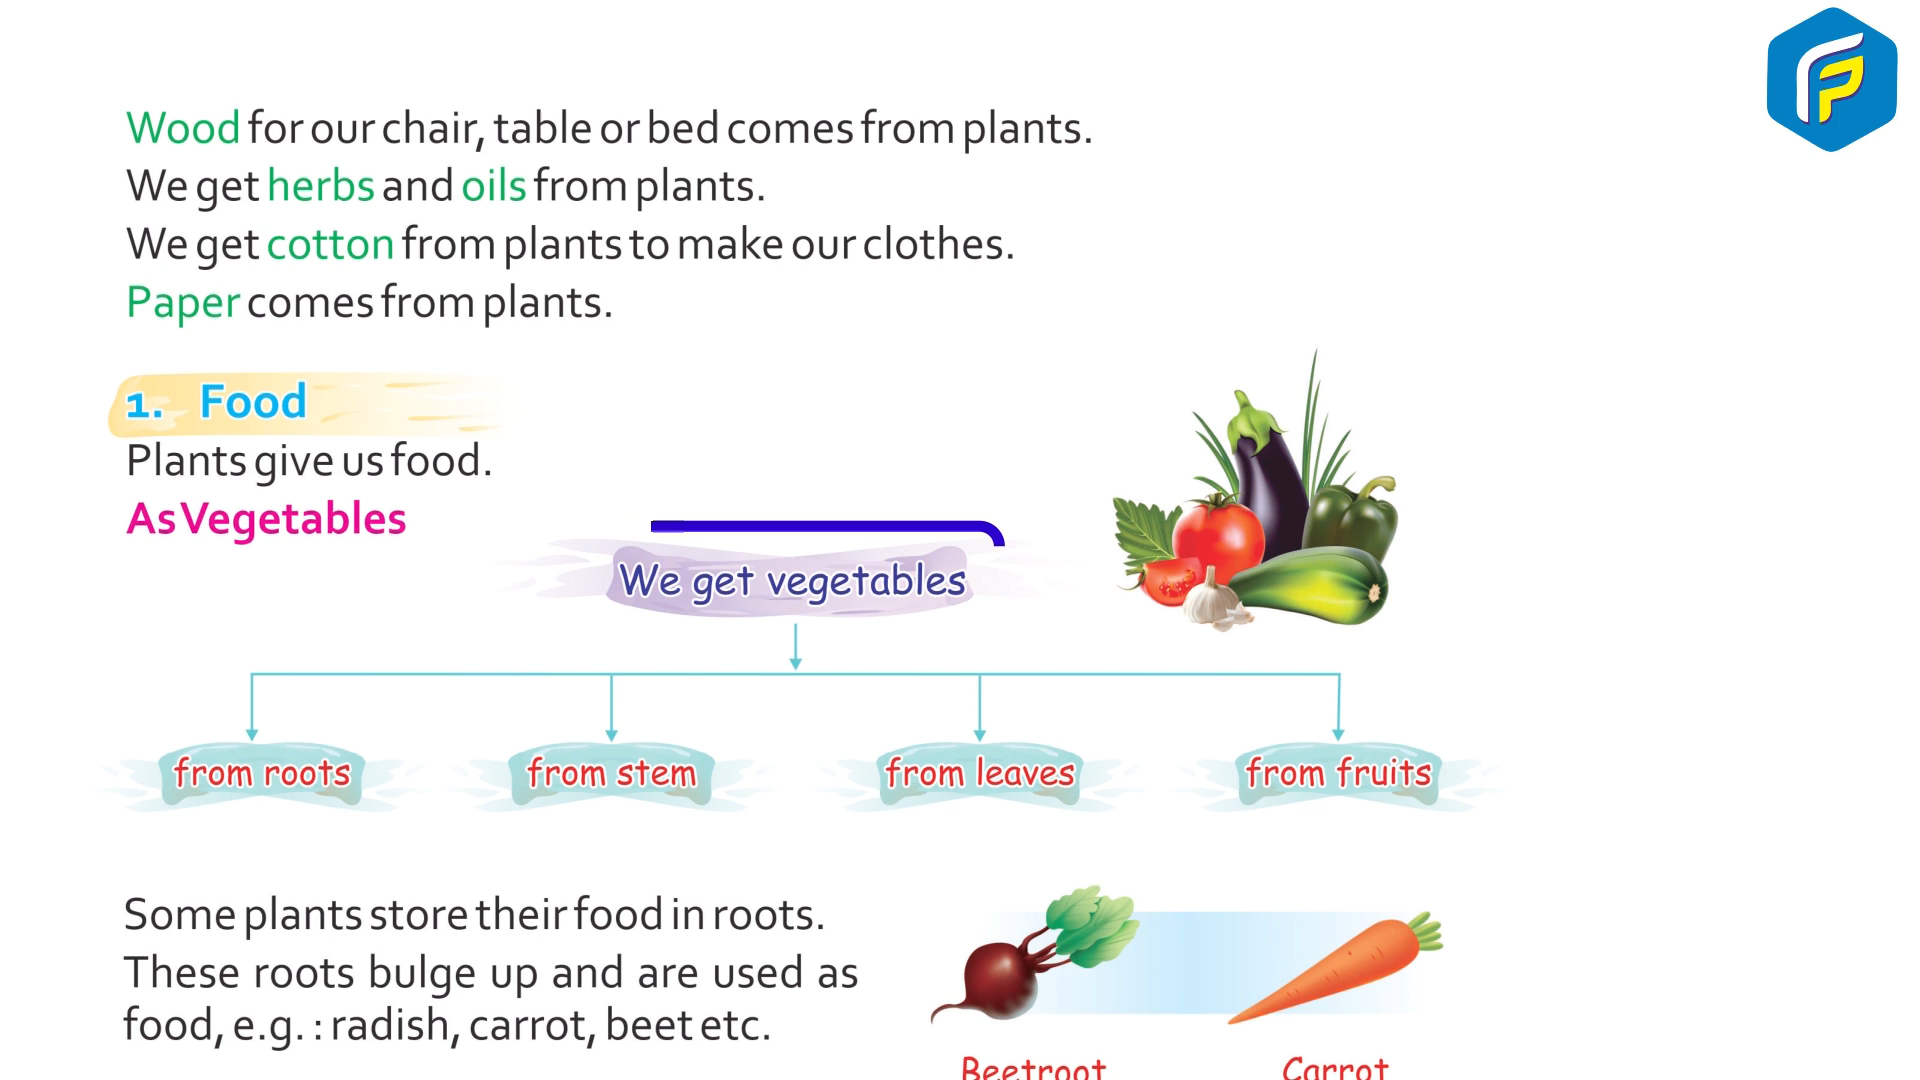 Wood for our chair, table or bed comes from plants.
We get herbs and oils from plants.
We get cotton from plants to make our clothes.
Paper comes from plants.
1. Food
Plants give us food.
As Vegetables
We get vegetables
from roots
from stem
from leaves
from fruits
Some plants store their food in roots.
These roots bulge up and are used as
food, e.g. : radish, carrot, beet etc.
Beetroot
Carrot